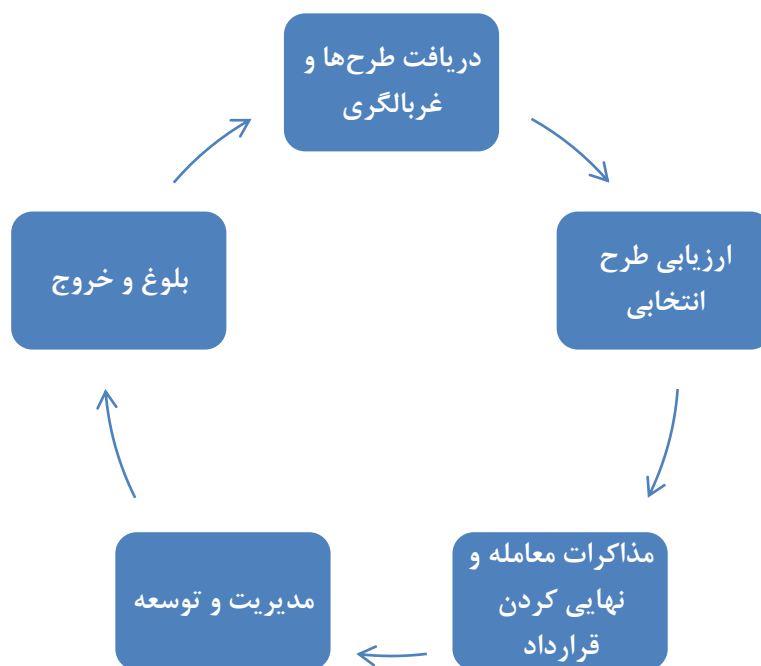 دریافت طرح‌ها و
غربالگری
ارزیابی طرح
انتخابی
مذاکرات معامله و
نهایی کردن
قرارداد
مدیریت و توسعه
بلوغ و خروج